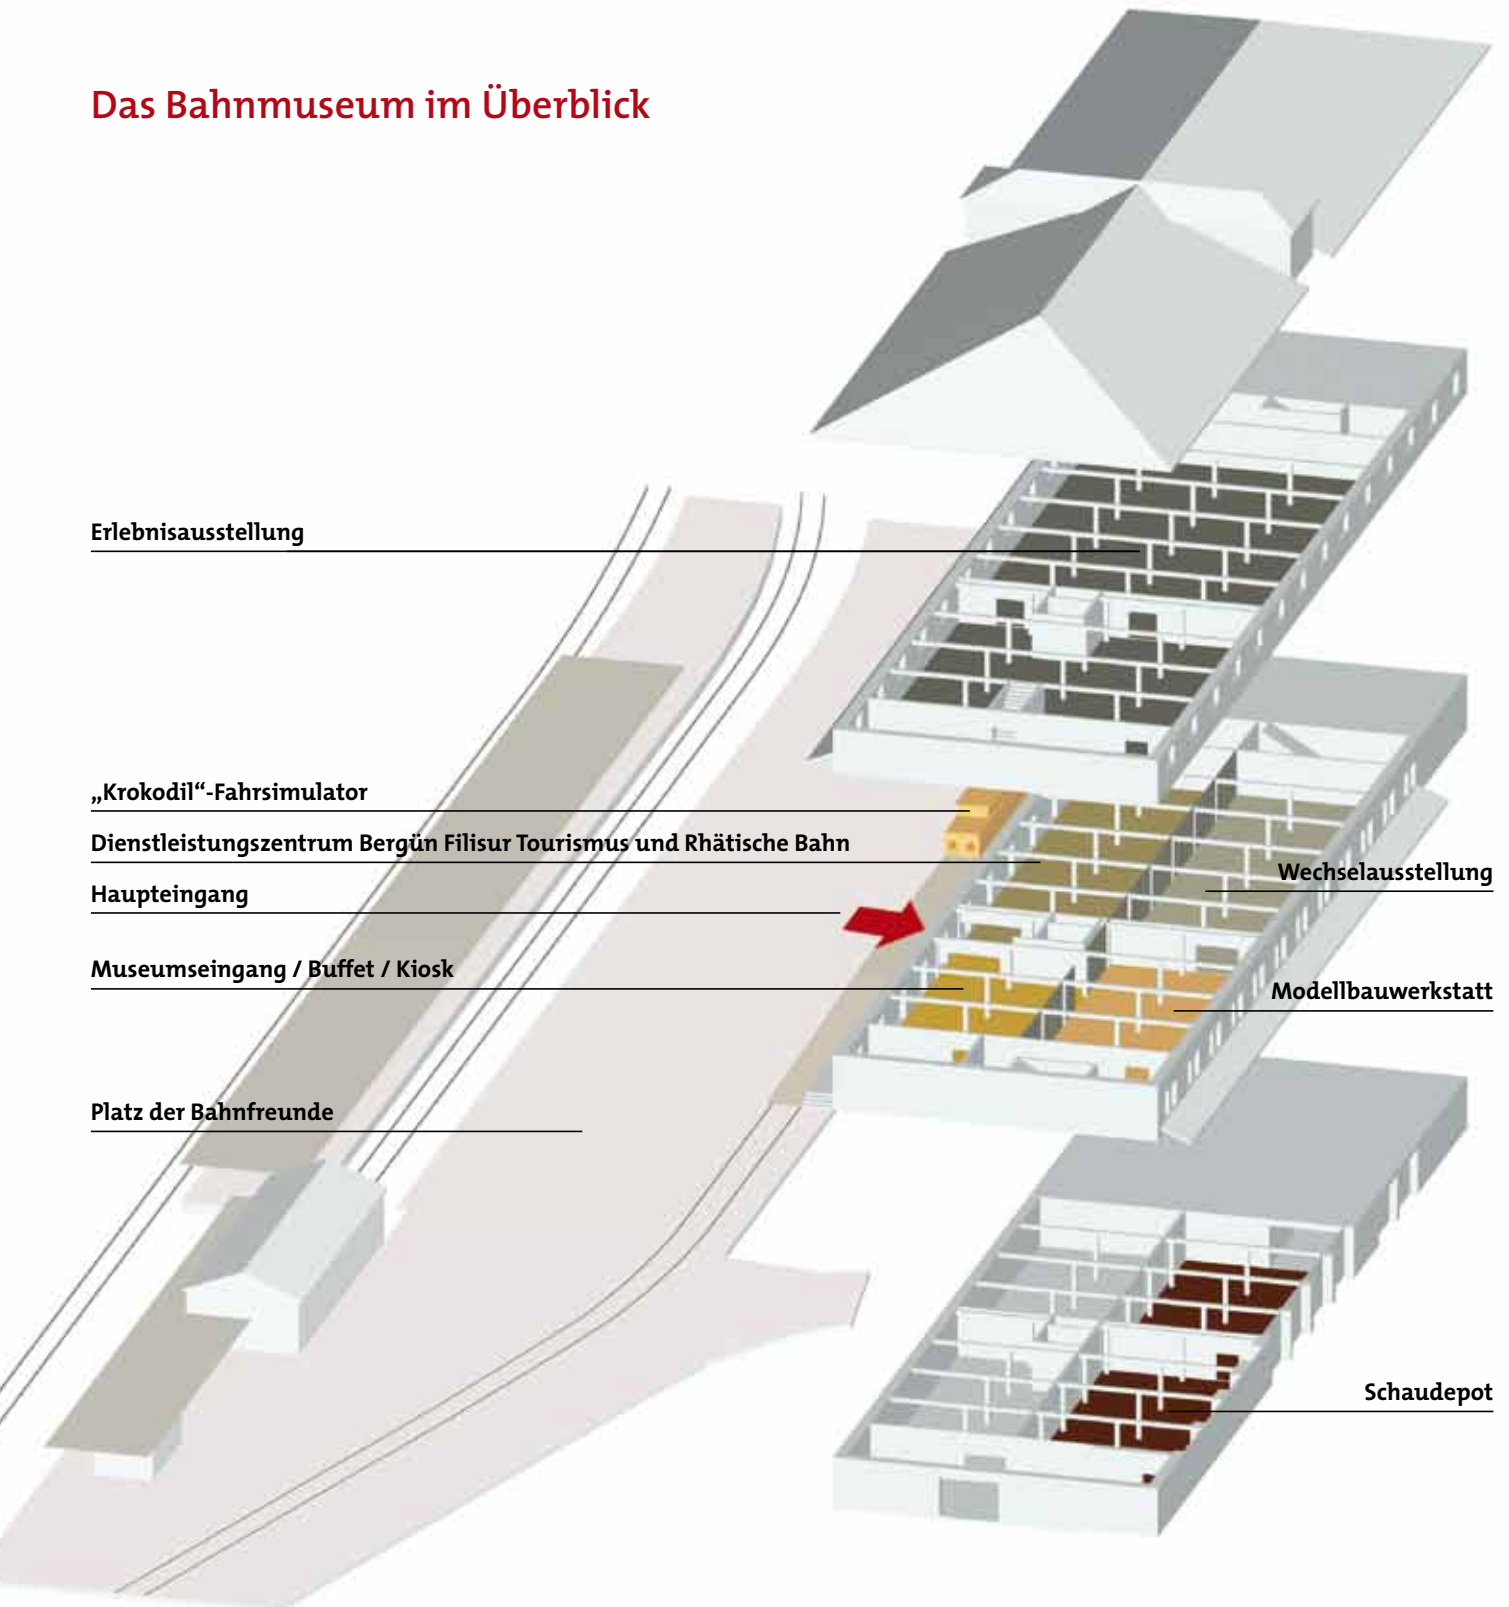 Das Bahnmuseum im Überblick
Erlebnisausstellung
„Krokodil“-Fahrsimulator
Dienstleistungszentrum Bergün Filisur Tourismus und Rhätische Bahn
Wechselausstellung
Haupteingang
Museumseingang / Buffet / Kiosk
Modellbauwerkstatt
Platz der Bahnfreunde
Schaudepot